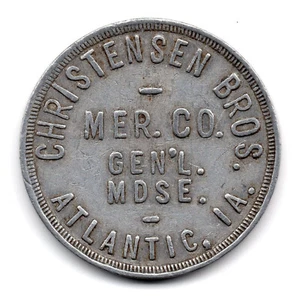 CHRISTENSEN BROS.
MER. CO.
GEN'L.
MDSE.
ATLANTIC, IA.